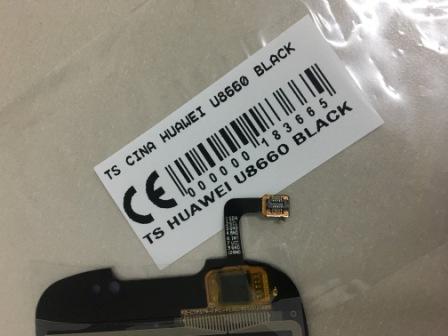 TS CINA HUAWEI U8660 BLACK
CE
000000 183665
TS HUAWEI U8660 BLACK